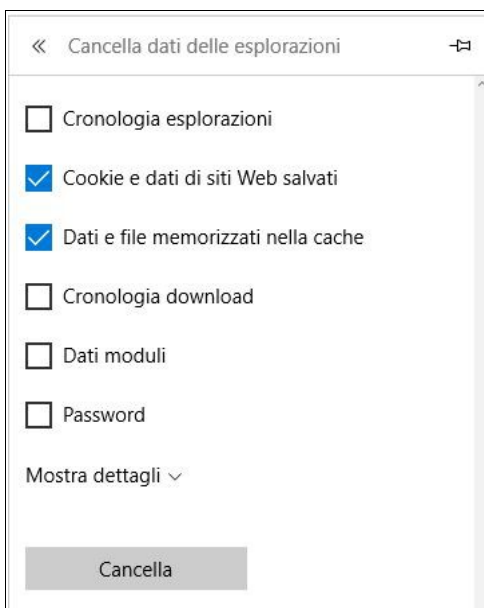 Cancella dati delle esplorazioni
Cronologia esplorazioni
Cookie e dati di siti Web salvati
Dati e file memorizzati nella cache
Cronologia download
Dati moduli
Password
Mostra dettagli
Cancella